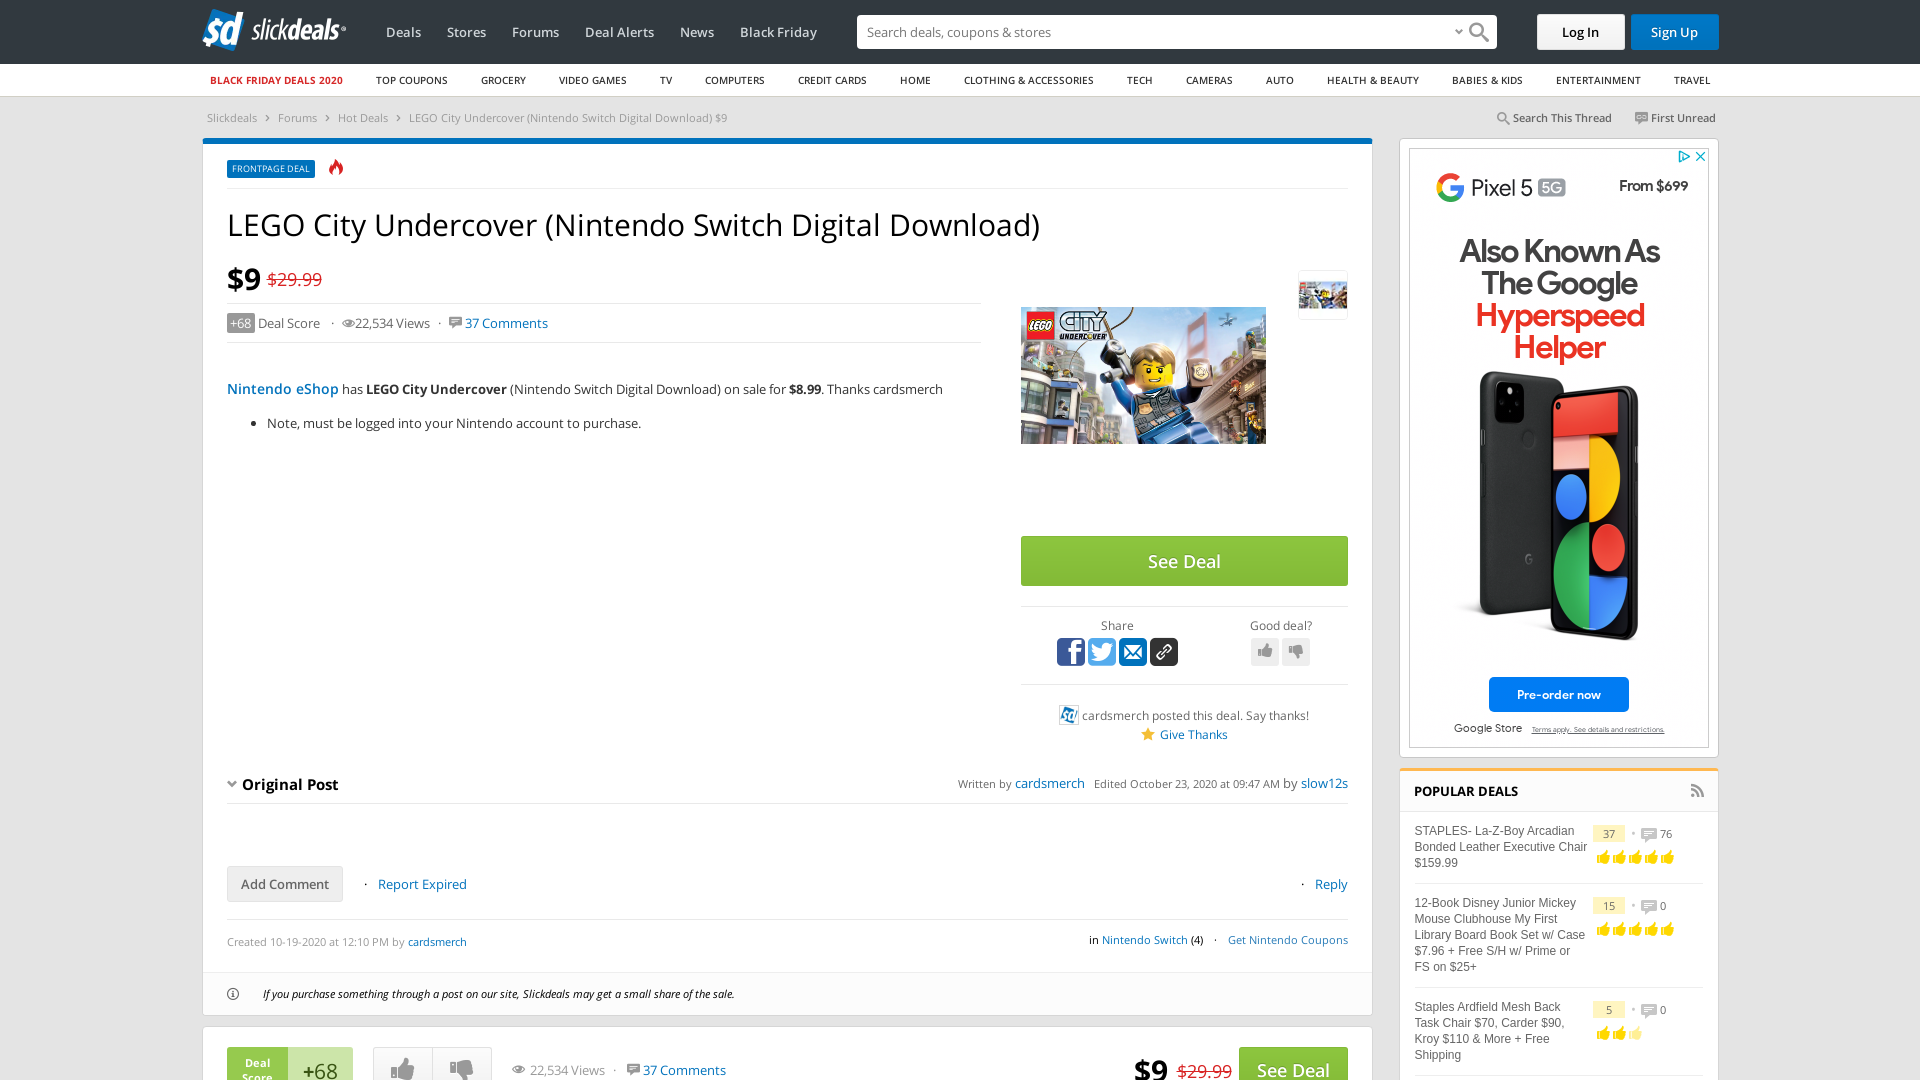 slickdeals
Deals
Stores
Forums
Deal Alerts
News
Black Friday
Search deals, coupons & stores
Log In
Sign Up
BLACK FRIDAY DEALS 2020
TOP COUPONS
GROCERY
VIDEO GAMES
TV
COMPUTERS
CREDIT CARDS
HOME
CLOTHING & ACCESSORIES
TECH
CAMERAS
AUTO
HEALTH & BEAUTY
BABIES & KIDS
ENTERTAINMENT
TRAVEL
Slickdeals › Forums › Hot Deals › LEGO City Undercover (Nintendo Switch Digital Download) $9
Search This Thread
First Unread
FRONTPAGE DEAL
LEGO City Undercover (Nintendo Switch Digital Download)
$9 $29.99
+68 Deal Score · 22,534 Views · 37 Comments
Nintendo eShop has LEGO City Undercover (Nintendo Switch Digital Download) on sale for $8.99. Thanks cardsmerch
• Note, must be logged into your Nintendo account to purchase.
LEGO CITY
UNDERCOVER
See Deal
Share
Good deal?
cardsmerch posted this deal. Say thanks!
Give Thanks
Original Post
Written by cardsmerch Edited October 23, 2020 at 09:47 AM by slow12s
Add Comment · Report Expired
· Reply
Created 10-19-2020 at 12:10 PM by cardsmerch
in Nintendo Switch (4) · Get Nintendo Coupons
If you purchase something through a post on our site, Slickdeals may get a small share of the sale.
Deal
Score
+68
22,534 Views · 37 Comments
$9 $29.99
See Deal
Pixel 5 5G
From $699
Also Known As
The Google
Hyperspeed
Helper
Pre-order now
Google Store
Terms apply. See details and restrictions.
POPULAR DEALS
STAPLES- La-Z-Boy Arcadian
Bonded Leather Executive Chair
$159.99
37 • 76
12-Book Disney Junior Mickey
Mouse Clubhouse My First
Library Board Book Set w/ Case
$7.96 + Free S/H w/ Prime or
FS on $25+
15 • 0
Staples Ardfield Mesh Back
Task Chair $70, Carder $90,
Kroy $110 & More + Free
Shipping
5 • 0